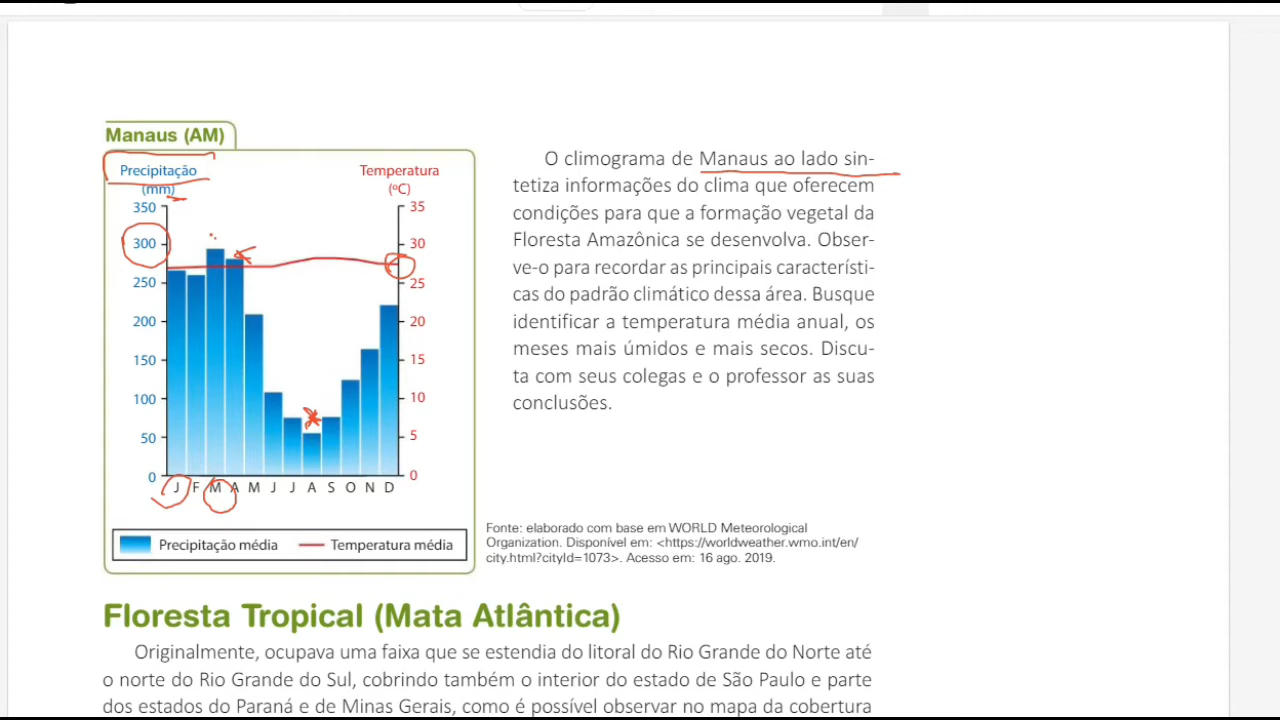 Manaus (AM)
Precipitação
(mm)
Temperatura
(ºC)
350
300
250
200
150
100
50
0
35
30
25
20
15
10
5
0
J F M A M J J A S O N D
Precipitação média
Temperatura média
O climograma de Manaus ao lado sin-
tetiza informações do clima que oferecem
condições para que a formação vegetal da
Floresta Amazônica se desenvolva. Obser-
ve-o para recordar as principais característi-
cas do padrão climático dessa área. Busque
identificar a temperatura média anual, os
meses mais úmidos e mais secos. Discu-
ta com seus colegas e o professor as suas
conclusões.
Fonte: elaborado com base em WORLD Meteorological
Organization. Disponível em: <https://worldweather.wmo.int/en/
city.html?cityId=1073>. Acesso em: 16 ago. 2019.
Floresta Tropical (Mata Atlântica)
Originalmente, ocupava uma faixa que se estendia do litoral do Rio Grande do Norte até
o norte do Rio Grande do Sul, cobrindo também o interior do estado de São Paulo e parte
dos estados do Paraná e de Minas Gerais, como é possível observar no mapa da cobertura